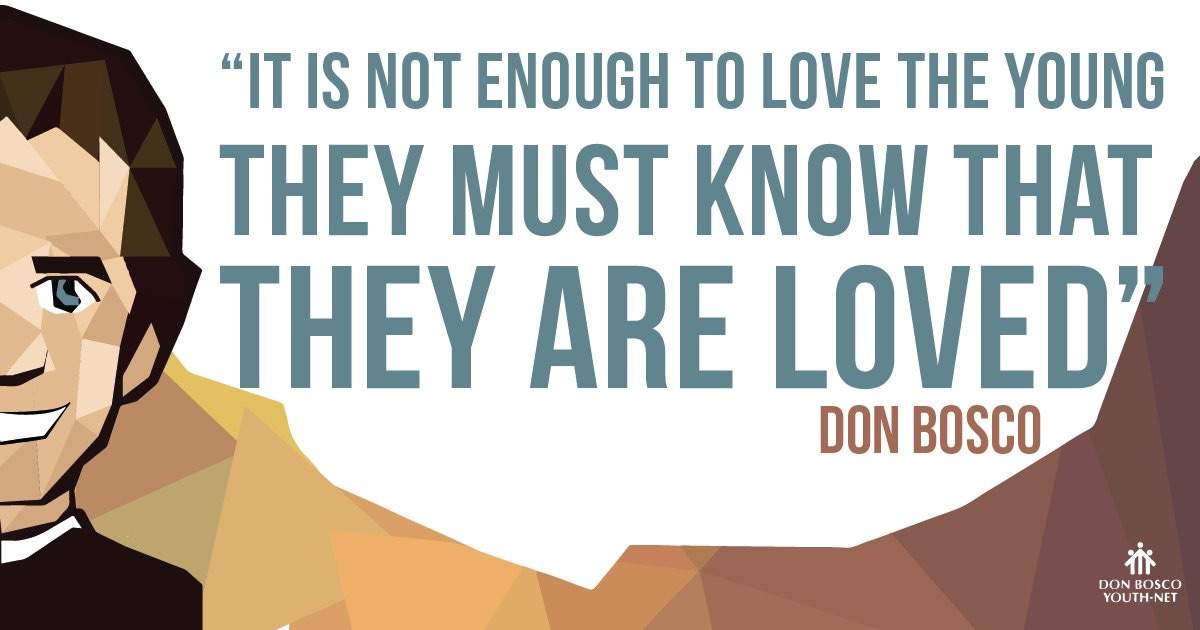 “IT IS NOT ENOUGH TO LOVE THE YOUNG
THEY MUST KNOW THAT
THEY ARE LOVED”
DON BOSCO
DON BOSCO
YOUTH-NET